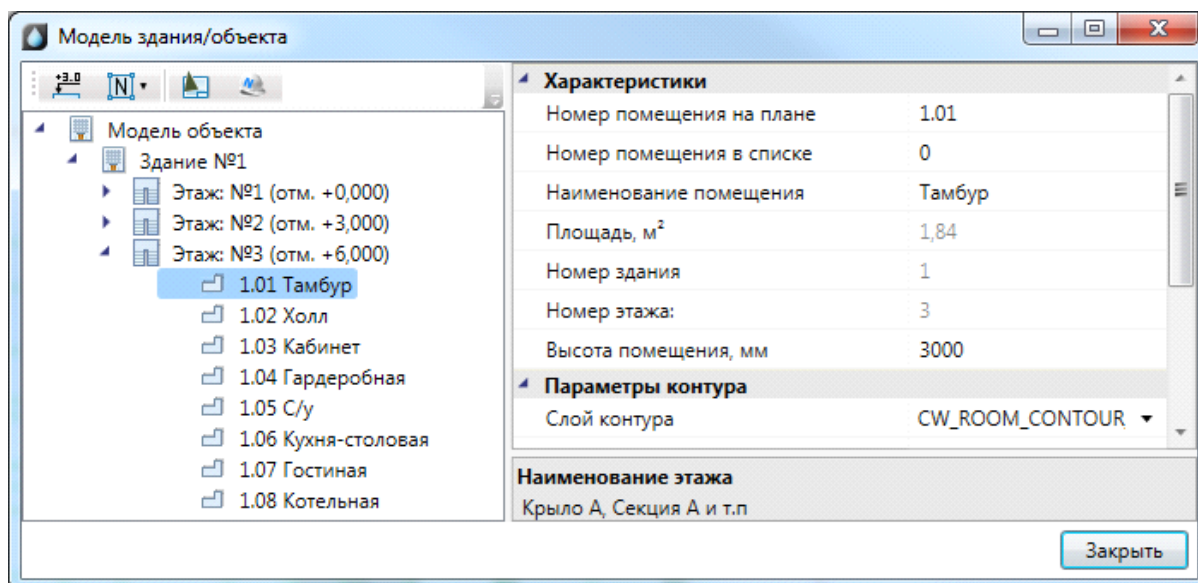 Модель здания/объекта
+3.0
N
Модель объекта
Здание №1
Этаж: №1 (отм. +0,000)
Этаж: №2 (отм. +3,000)
Этаж: №3 (отм. +6,000)
1.01 Тамбур
1.02 Холл
1.03 Кабинет
1.04 Гардеробная
1.05 С/у
1.06 Кухня-столовая
1.07 Гостиная
1.08 Котельная
Характеристики
Номер помещения на плане 1.01
Номер помещения в списке 0
Наименование помещения Тамбур
Площадь, м² 1,84
Номер здания 1
Номер этажа: 3
Высота помещения, мм 3000
Параметры контура
Слой контура CW_ROOM_CONTOUR
Наименование этажа
Крыло А, Секция А и т.п
Закрыть